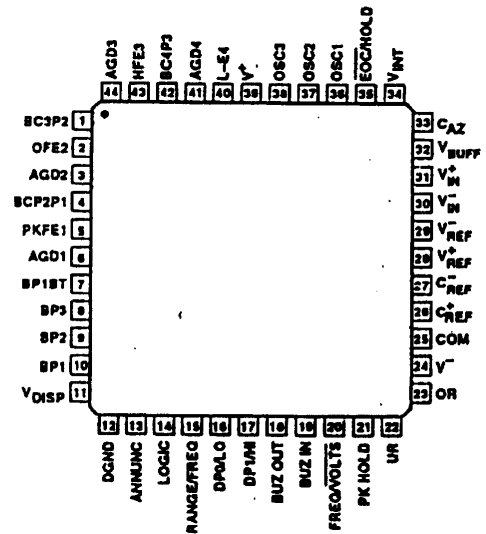 AGD3 HFE3 BC4P3 AGD4 L-E4 V+ OSC3 OSC2 OSC1 EOC/HOLD VINT
44 43 42 41 40 39 38 37 36 35 34
BC3P2 1
OFE2 2
AGD2 3
BCP2P1 4
PKFE1 5
AGD1 6
BP1BT 7
BP3 8
BP2 9
BP1 10
VDISP 11
33 CAZ
32 VBUFF
31 V+IN
30 V-IN
29 V-REF
28 V+REF
27 C-REF
26 C+REF
25 COM
24 V-
23 OR
12 13 14 15 16 17 18 19 20 21 22
DGND ANNUNC LOGIC RANGE/FREQ DP0/LO DP1/HI BUZ OUT BUZ IN FREQ/VOLTS PK HOLD UR